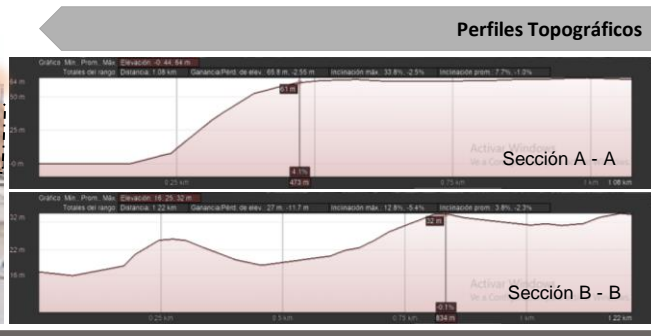 Perfiles Topográficos
Gráfico Mín., Prom., Máx. Elevación: -0, 44, 64 m
Totales del rango: Distancia: 1.08 km Ganancia/Pérd. de elev.: 65.8 m, -2.55 m Inclinación máx.: 33.8%, -2.5% Inclinación prom.: 7.7%, -1.0%
64 m
50 m
61 m
25 m
Activar Windows
Sección A - A
-0 m
4.1%
0.25 km 473 m 0.75 km 1 km 1.08 km
Gráfico Mín., Prom., Máx. Elevación: 16, 25, 32 m
Totales del rango: Distancia: 1.22 km Ganancia/Pérd. de elev.: 27 m, -11.7 m Inclinación máx.: 12.8%, -5.4% Inclinación prom.: 3.8%, -2.3%
32 m
32 m
22 m
16 m
Activar Windows
Sección B - B
-0.1%
0.25 km 0.5 km 0.75 km 834 m 1 km 1.22 km